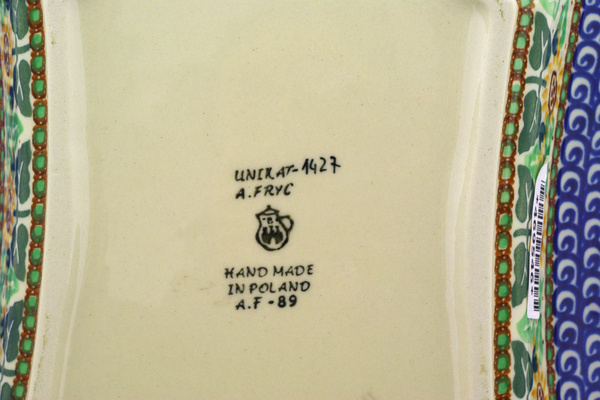 UNIKAT-1427
A.FRYC
HAND MADE
IN POLAND
A.F-89